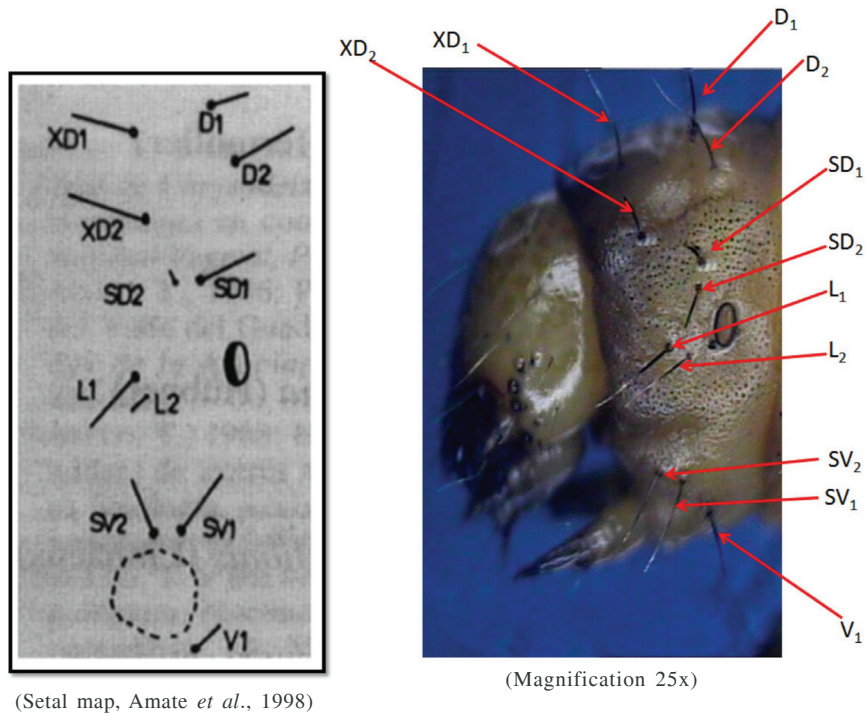 XD1
D1
D2
XD2
SD2
SD1
L1
L2
SV2
SV1
V1
(Setal map, Amate et al., 1998)
XD₂
XD₁
D₁
D₂
SD₁
SD₂
L₁
L₂
SV₂
SV₁
V₁
(Magnification 25x)